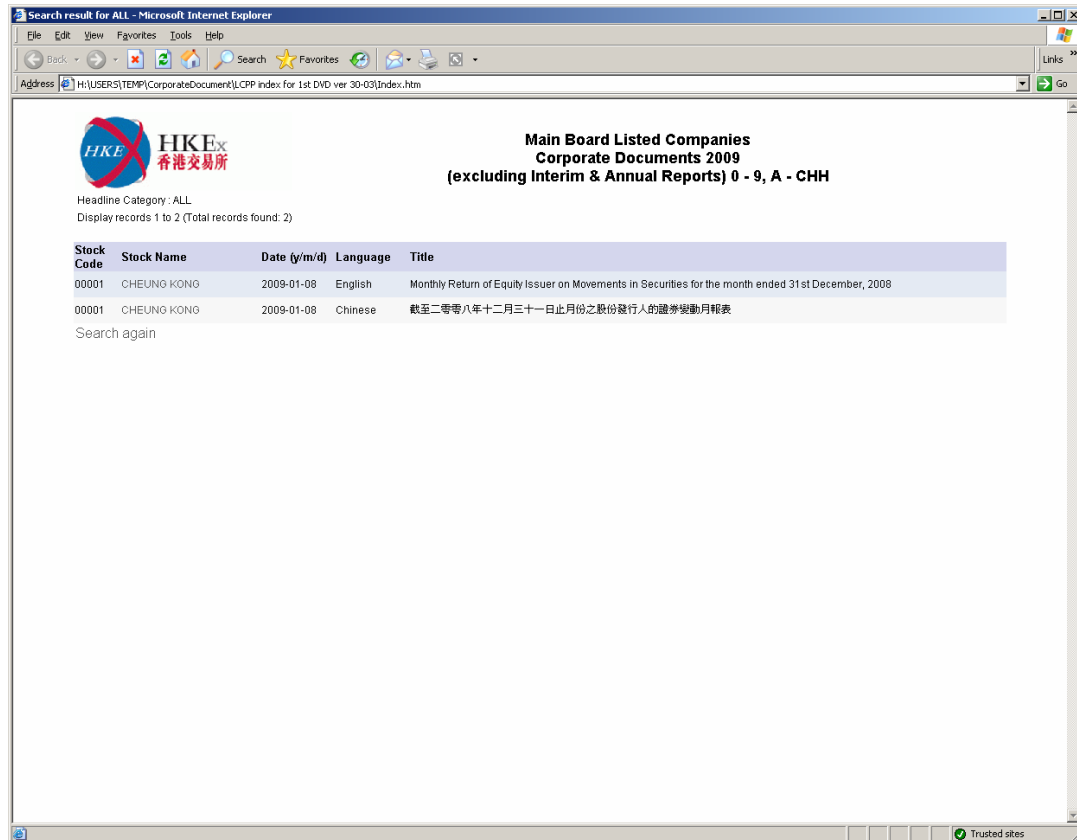 Search result for ALL - Microsoft Internet Explorer
File Edit View Favorites Tools Help
Back Search Favorites Links »
Address H:\USERS\TEMP\CorporateDocument\LCPP index for 1st DVD ver 30-03\Index.htm Go
HKE HKEx
香港交易所
Main Board Listed Companies
Corporate Documents 2009
(excluding Interim & Annual Reports) 0 - 9, A - CHH
Headline Category : ALL
Display records 1 to 2 (Total records found: 2)
Stock Code Stock Name Date (y/m/d) Language Title
00001 CHEUNG KONG 2009-01-08 English Monthly Return of Equity Issuer on Movements in Securities for the month ended 31st December, 2008
00001 CHEUNG KONG 2009-01-08 Chinese 截至二零零八年十二月三十一日止月份之股份發行人的證券變動月報表
Search again
Trusted sites